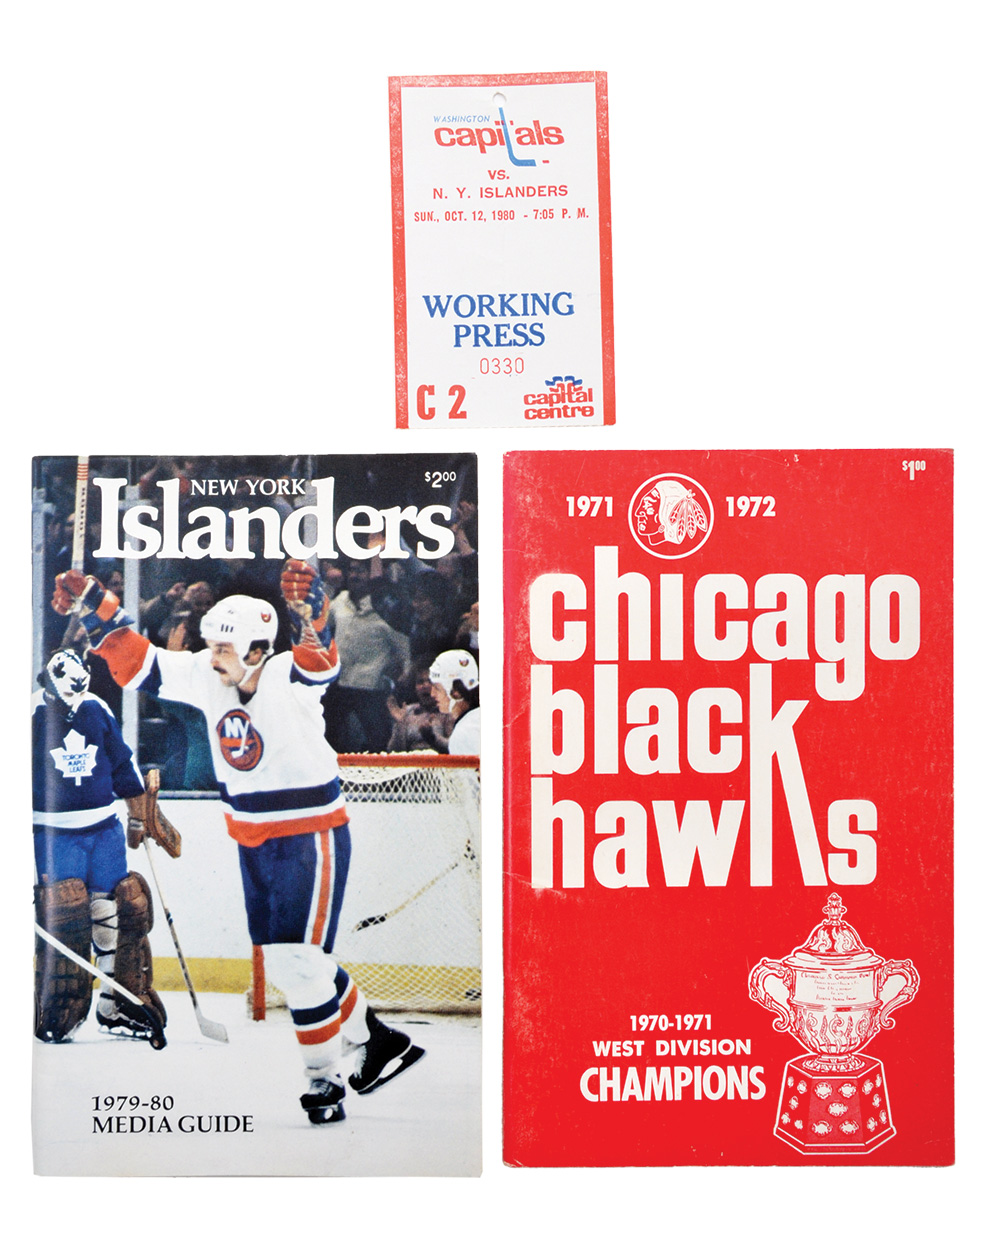 WASHINGTON
capitals
VS.
N. Y. ISLANDERS
SUN., OCT. 12, 1980 - 7:05 P. M.
WORKING
PRESS
0330
C 2
capital
centre
NEW YORK
$2.00
Islanders
NY
TORONTO
MAPLE
LEAFS
1979-80
MEDIA GUIDE
$1.00
1971 1972
chicago
black
hawks
1970-1971
WEST DIVISION
CHAMPIONS